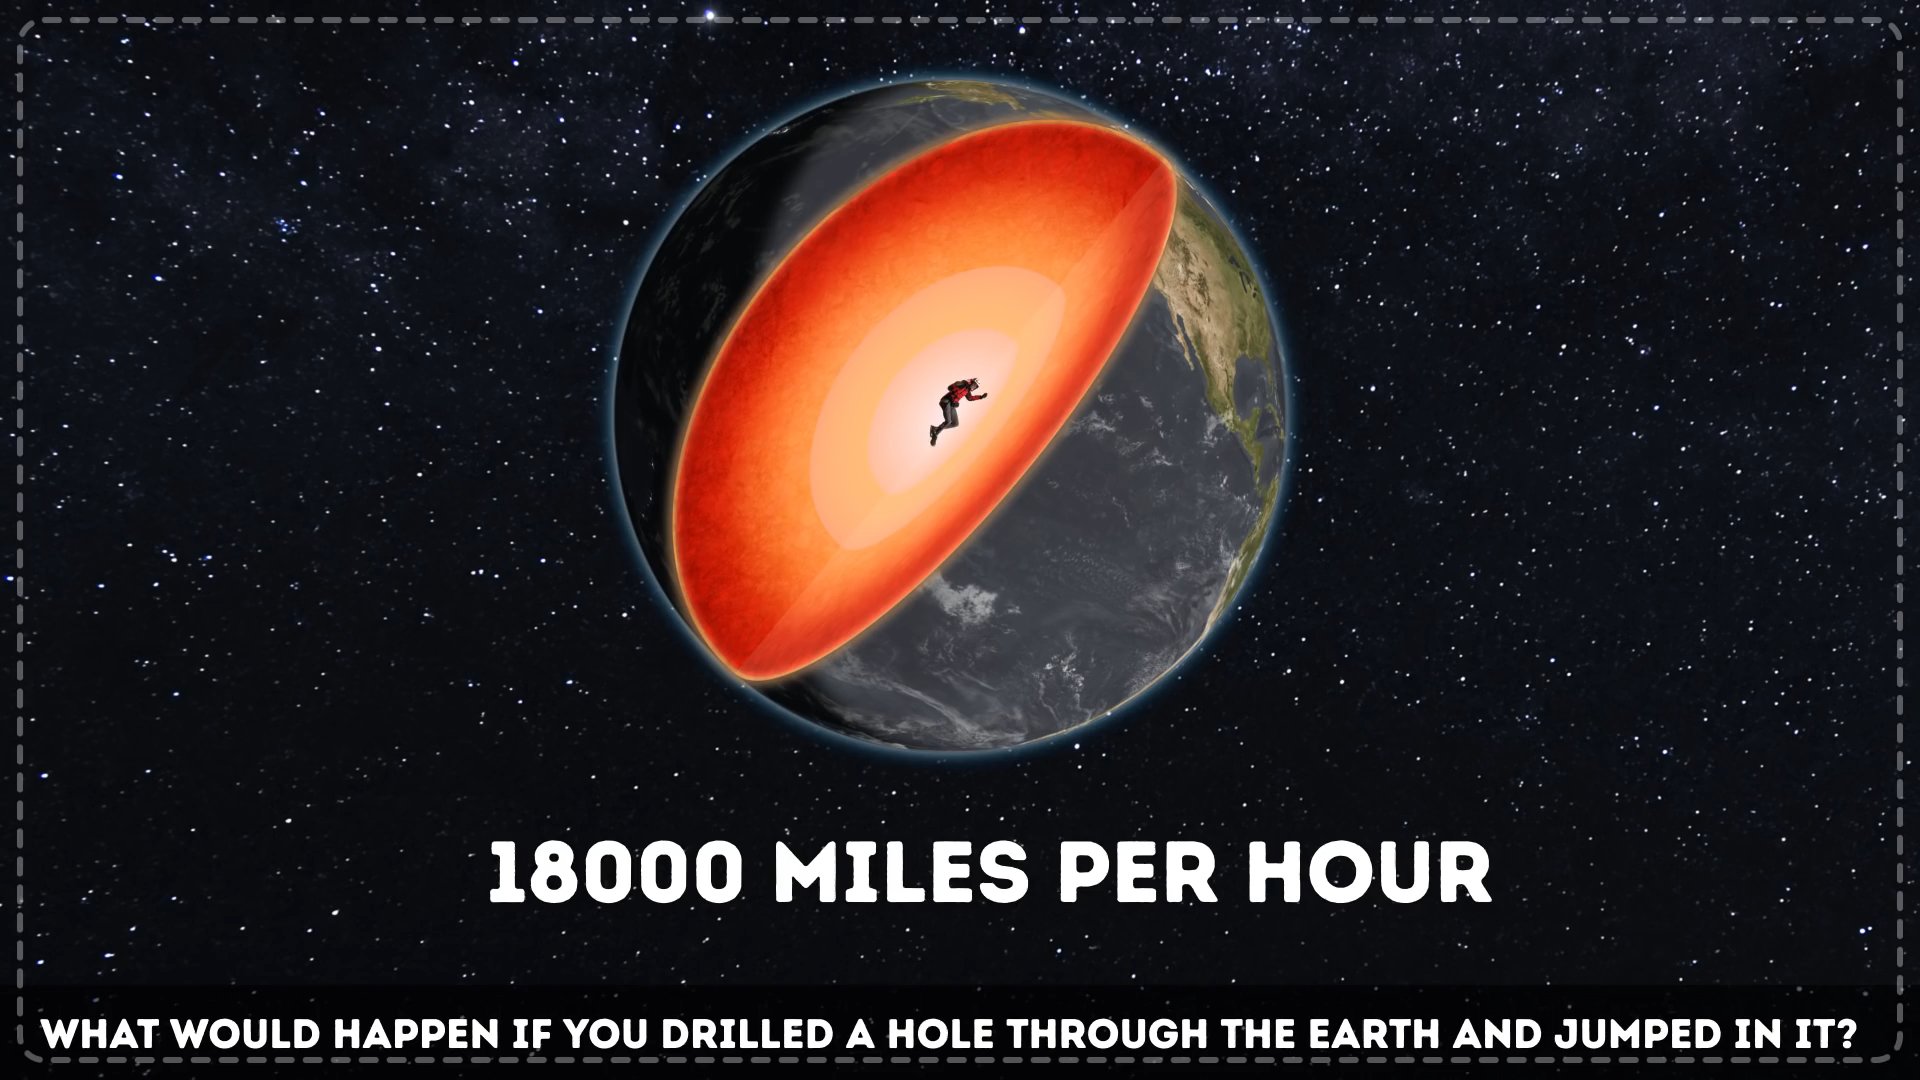 18000 MILES PER HOUR
WHAT WOULD HAPPEN IF YOU DRILLED A HOLE THROUGH THE EARTH AND JUMPED IN IT?